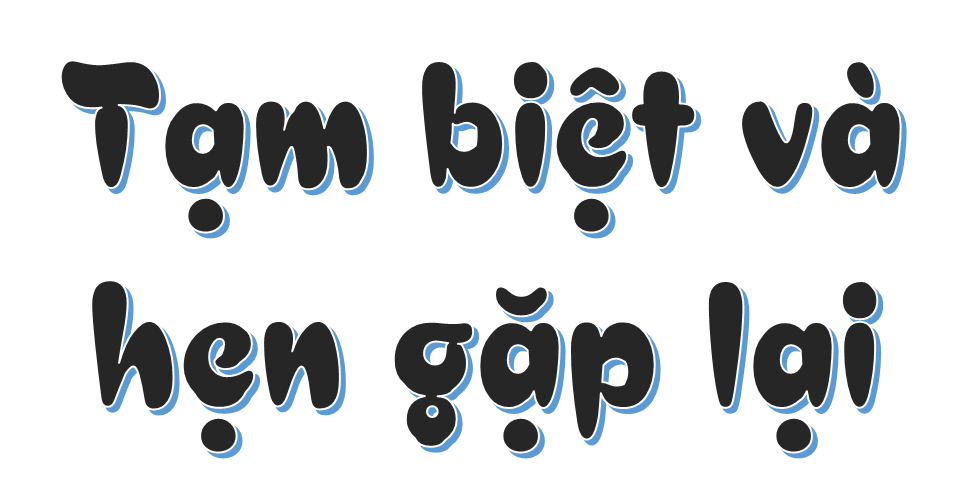 Tạm biệt và
hẹn gặp lại